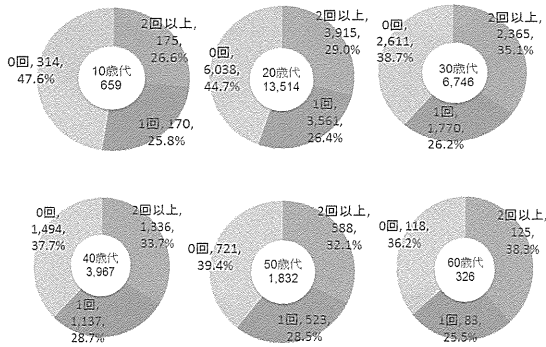 2回以上,
175,
26.6%
0回, 314,
47.6%
10歳代
659
1回, 170,
25.8%
2回以上,
3,915,
29.0%
0回,
6,038,
44.7%
20歳代
13,514
1回,
3,561,
26.4%
2回以上,
2,365,
35.1%
0回,
2,611,
38.7%
30歳代
6,746
1回,
1,770,
26.2%
0回,
1,494,
37.7%
2回以上,
1,336,
33.7%
40歳代
3,967
1回,
1,137,
28.7%
2回以上,
588,
32.1%
0回, 721,
39.4%
50歳代
1,832
1回, 523,
28.5%
2回以上,
125,
38.3%
0回, 118,
36.2%
60歳代
326
1回, 83,
25.5%